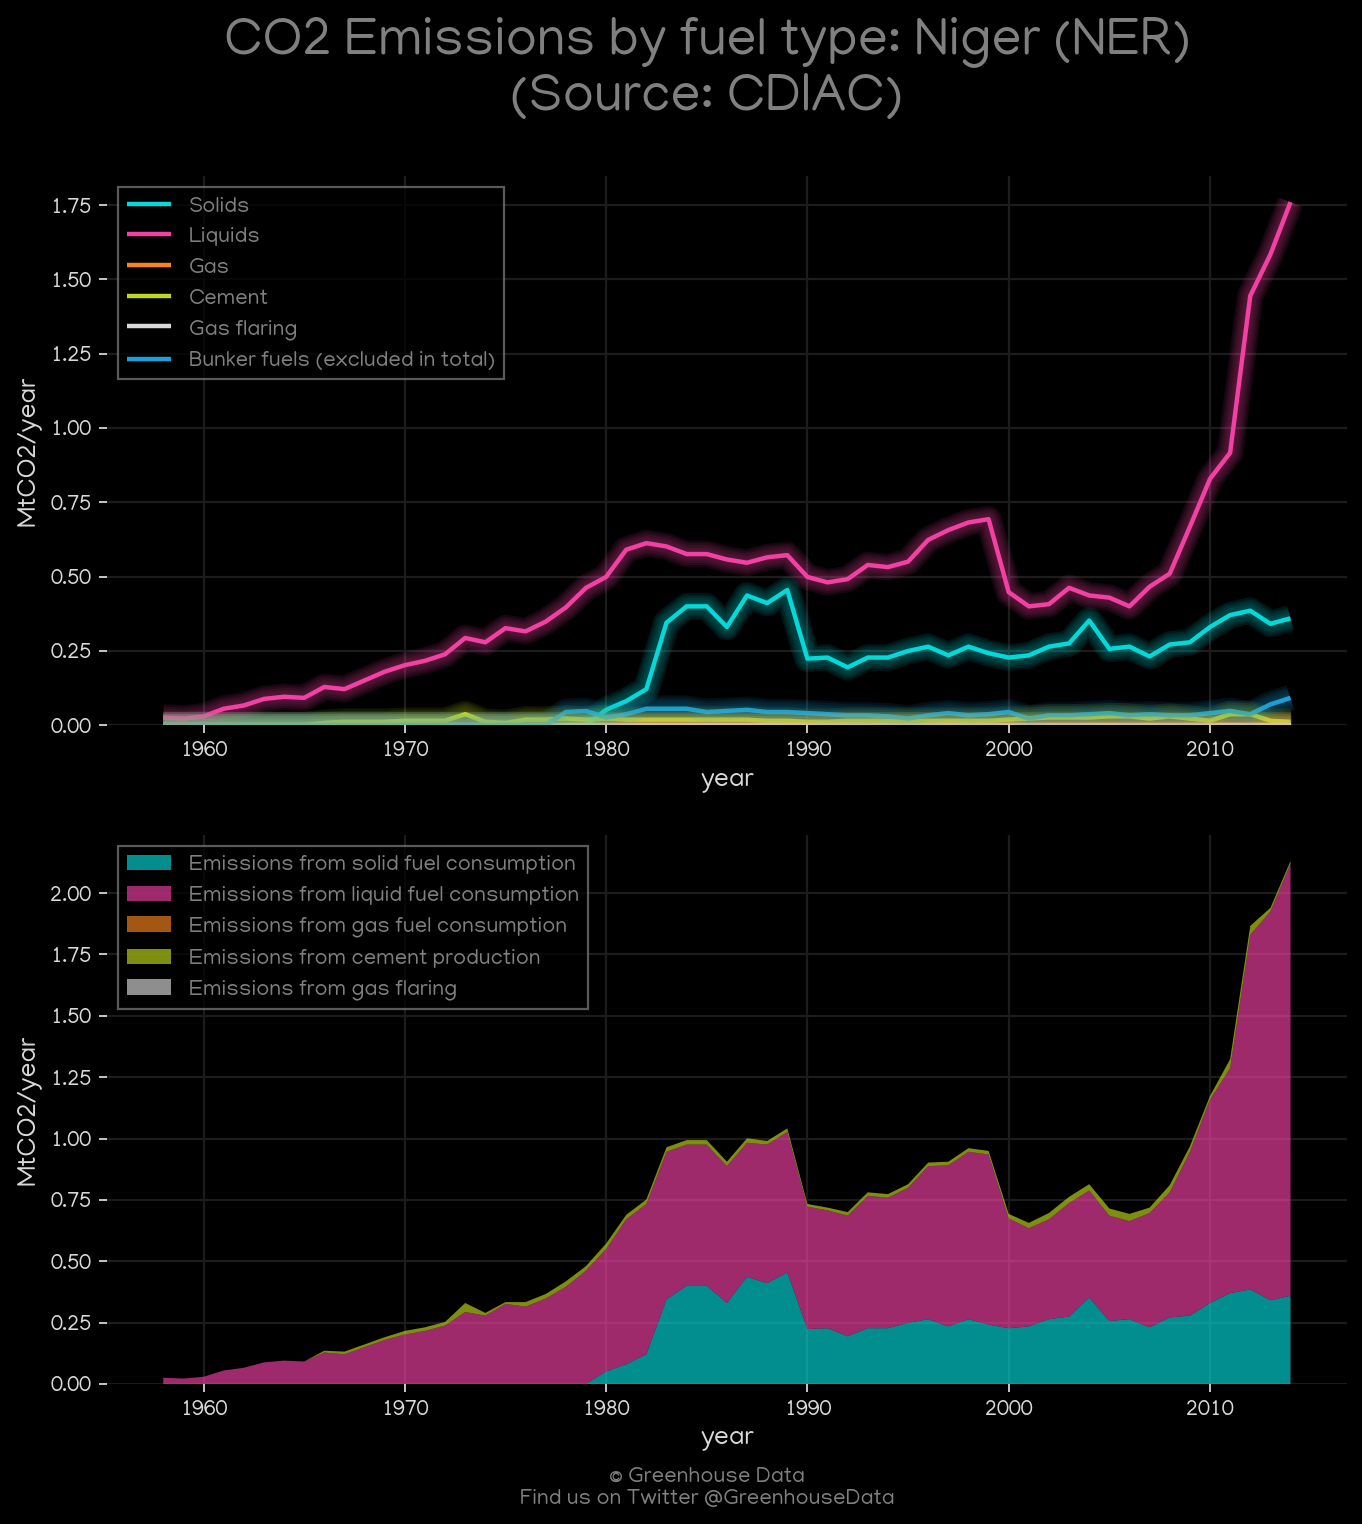 CO2 Emissions by fuel type: Niger (NER)
(Source: CDIAC)
Solids
Liquids
Gas
Cement
Gas flaring
Bunker fuels (excluded in total)
MtCO2/year
1.75
1.50
1.25
1.00
0.75
0.50
0.25
0.00
1960 1970 1980 1990 2000 2010
year
Emissions from solid fuel consumption
Emissions from liquid fuel consumption
Emissions from gas fuel consumption
Emissions from cement production
Emissions from gas flaring
MtCO2/year
2.00
1.75
1.50
1.25
1.00
0.75
0.50
0.25
0.00
1960 1970 1980 1990 2000 2010
year
© Greenhouse Data
Find us on Twitter @GreenhouseData